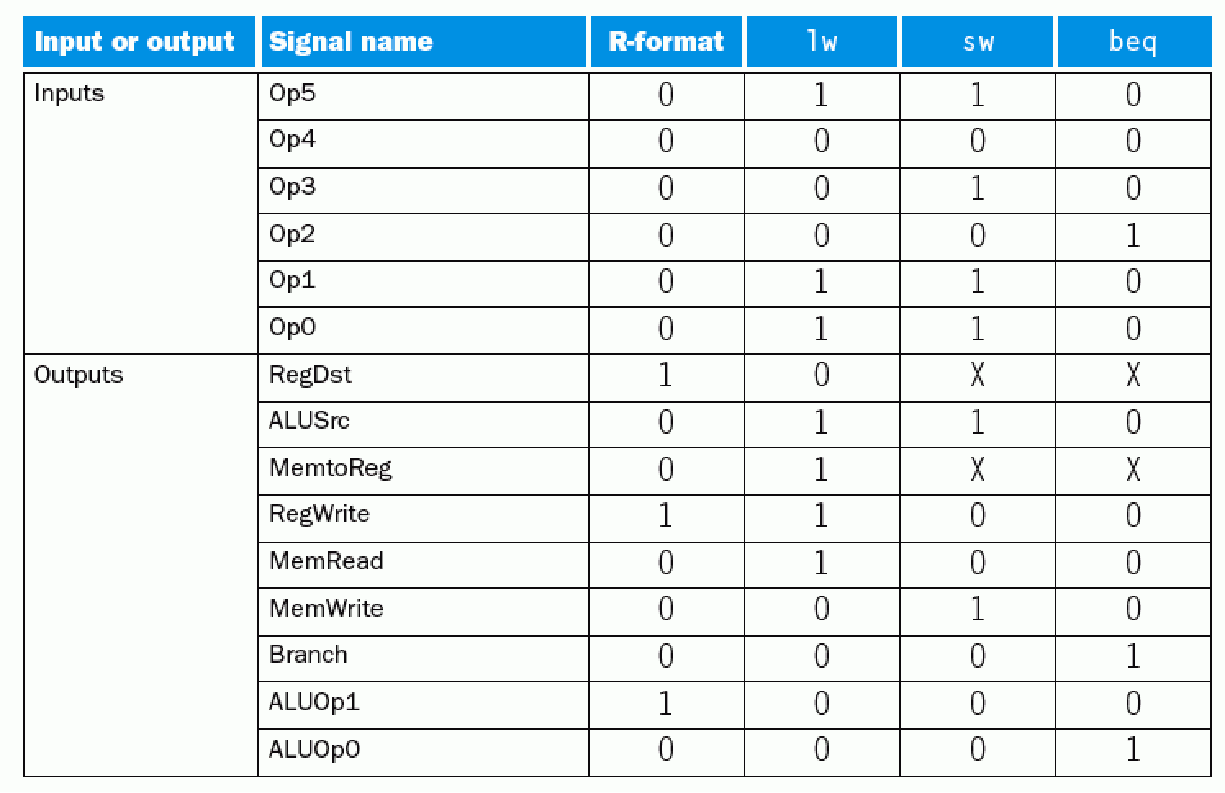 Input or output Signal name R-format lw sw beq
Inputs Op5 0 1 1 0
Op4 0 0 0 0
Op3 0 0 1 0
Op2 0 0 0 1
Op1 0 1 1 0
Op0 0 1 1 0
Outputs RegDst 1 0 X X
ALUSrc 0 1 1 0
MemtoReg 0 1 X X
RegWrite 1 1 0 0
MemRead 0 1 0 0
MemWrite 0 0 1 0
Branch 0 0 0 1
ALUOp1 1 0 0 0
ALUOp0 0 0 0 1